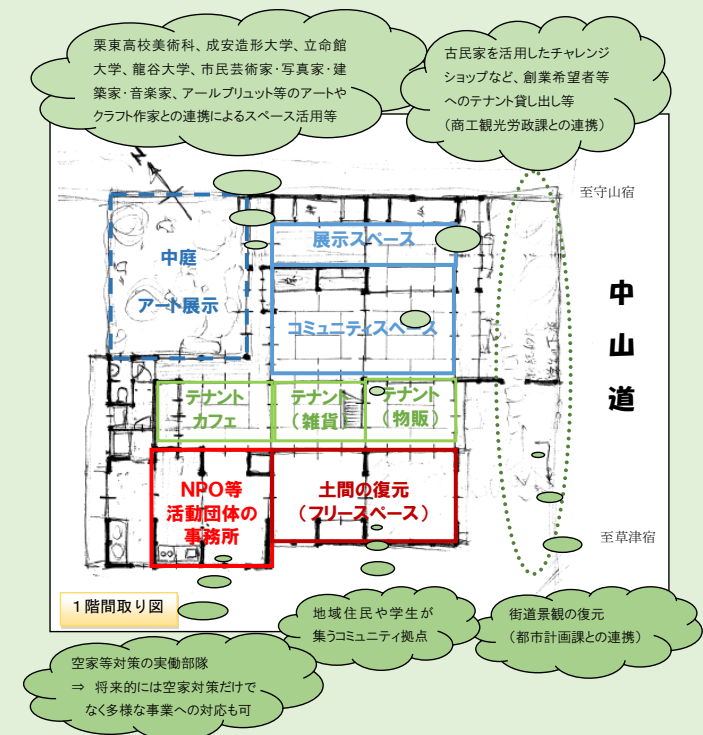 栗東高校美術科、成安造形大学、立命館
大学、龍谷大学、市民芸術家・写真家・建
築家・音楽家、アールブリュット等のアートや
クラフト作家との連携によるスペース活用等
古民家を活用したチャレンジ
ショップなど、創業希望者等
へのテナント貸し出し等
（商工観光労政課との連携）
N
至守山宿
中庭
アート展示
展示スペース
コミュニティスペース
中山道
テナント
カフェ
テナント
（雑貨）
テナント
（物販）
NPO等
活動団体の
事務所
土間の復元
（フリースペース）
至草津宿
１階間取り図
地域住民や学生が
集うコミュニティ拠点
街道景観の復元
（都市計画課との連携）
空家等対策の実働部隊
⇒ 将来的には空家対策だけで
なく多様な事業への対応も可